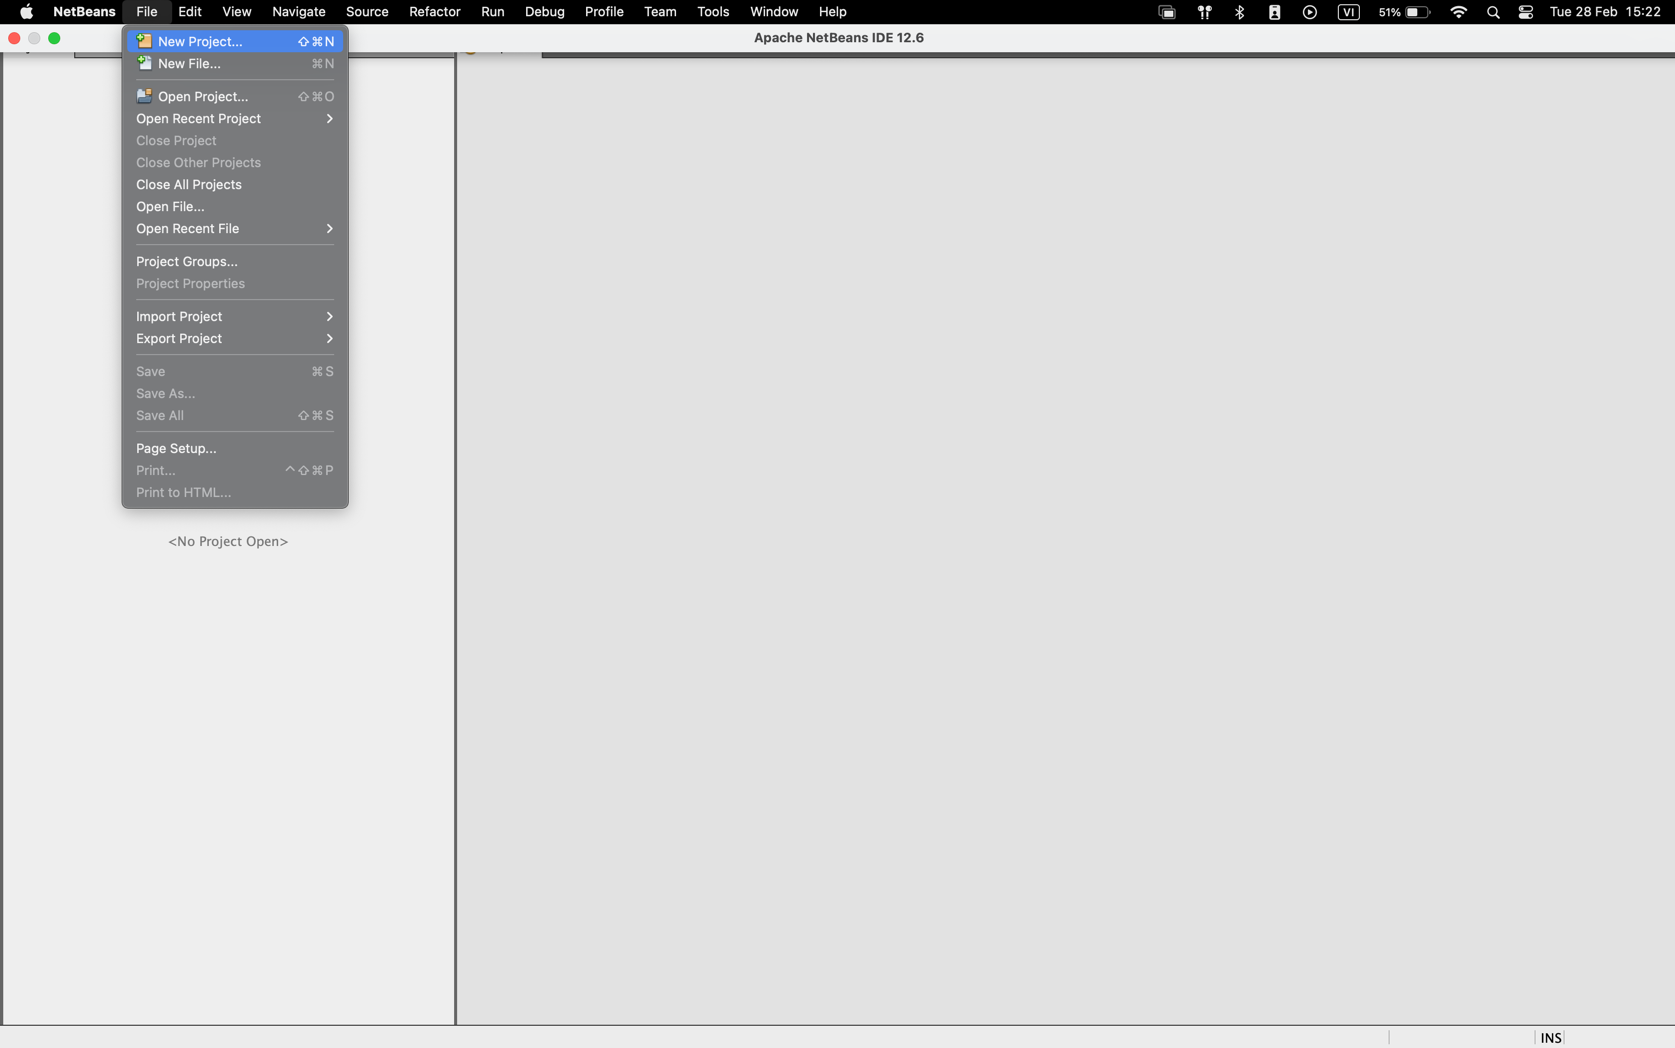 NetBeans File Edit View Navigate Source Refactor Run Debug Profile Team Tools Window Help VI 51% Tue 28 Feb 15:22
Apache NetBeans IDE 12.6
New Project... ⇧⌘N
New File... ⌘N
Open Project... ⇧⌘O
Open Recent Project
Close Project
Close Other Projects
Close All Projects
Open File...
Open Recent File
Project Groups...
Project Properties
Import Project
Export Project
Save ⌘S
Save As...
Save All ⇧⌘S
Page Setup...
Print... ^⇧⌘P
Print to HTML...
<No Project Open>
INS